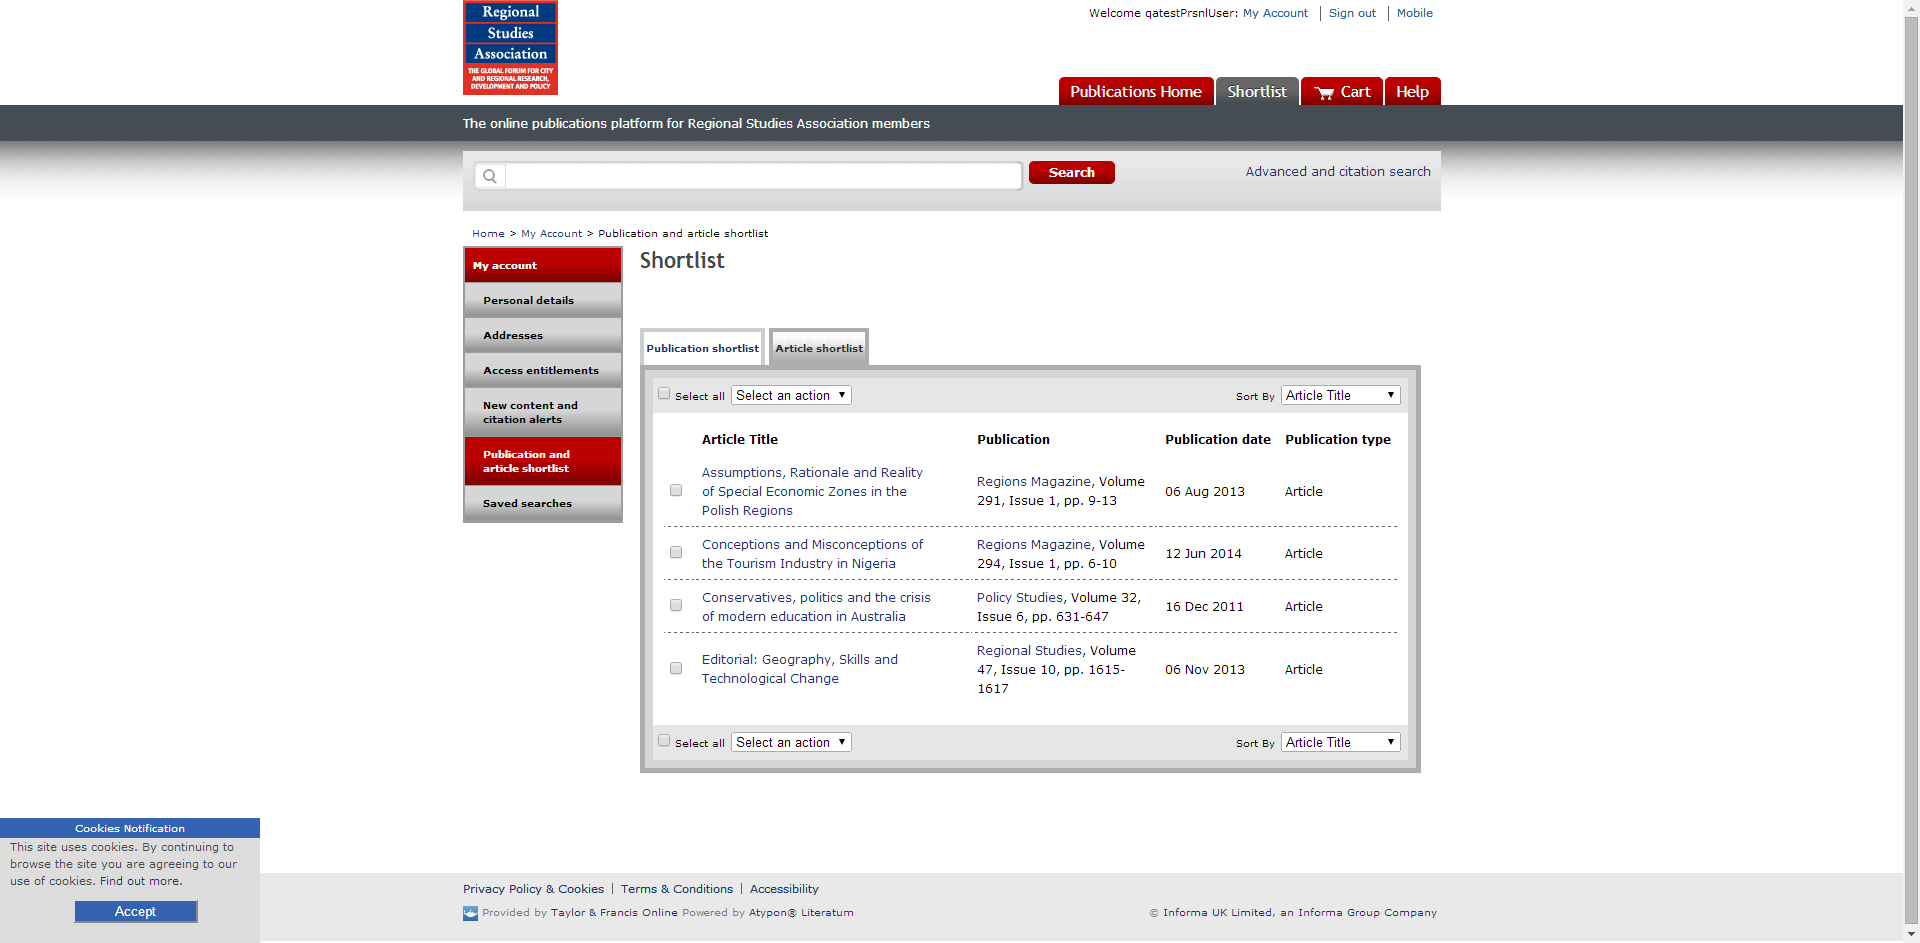 Regional
Studies
Association
THE GLOBAL FORUM FOR CITY
AND REGIONAL RESEARCH,
DEVELOPMENT AND POLICY
Welcome qatestPrsnlUser: My Account | Sign out | Mobile
Publications Home Shortlist Cart Help
The online publications platform for Regional Studies Association members
Search Advanced and citation search
Home > My Account > Publication and article shortlist
My account
Personal details
Addresses
Access entitlements
New content and
citation alerts
Publication and
article shortlist
Saved searches
Shortlist
Publication shortlist Article shortlist
Select all Select an action Sort By Article Title
Article Title Publication Publication date Publication type
Assumptions, Rationale and Reality
of Special Economic Zones in the
Polish Regions
Regions Magazine, Volume
291, Issue 1, pp. 9-13
06 Aug 2013
Article
Conceptions and Misconceptions of
the Tourism Industry in Nigeria
Regions Magazine, Volume
294, Issue 1, pp. 6-10
12 Jun 2014
Article
Conservatives, politics and the crisis
of modern education in Australia
Policy Studies, Volume 32,
Issue 6, pp. 631-647
16 Dec 2011
Article
Editorial: Geography, Skills and
Technological Change
Regional Studies, Volume
47, Issue 10, pp. 1615-
1617
06 Nov 2013
Article
Select all Select an action Sort By Article Title
Cookies Notification
This site uses cookies. By continuing to
browse the site you are agreeing to our
use of cookies. Find out more.
Accept
Privacy Policy & Cookies | Terms & Conditions | Accessibility
Provided by Taylor & Francis Online Powered by Atypon® Literatum
© Informa UK Limited, an Informa Group Company